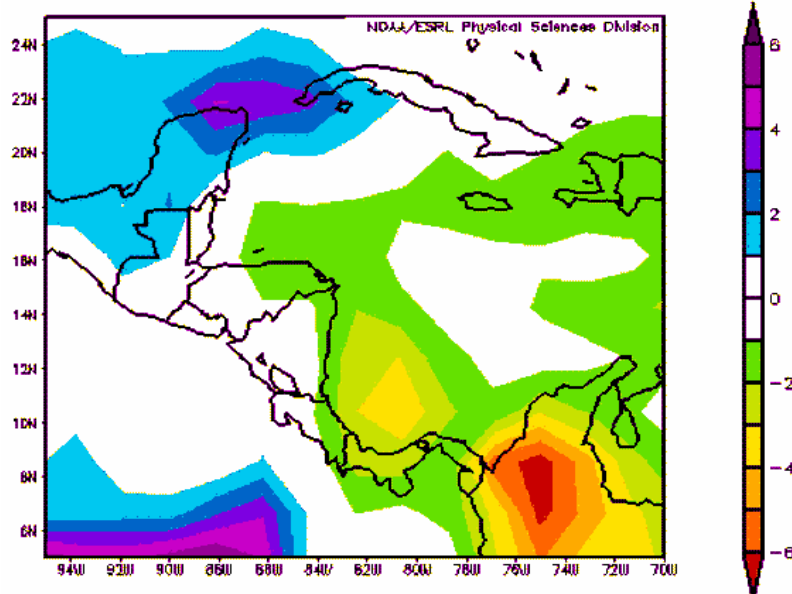 NOAA/ESRL Physical Sciences Division
24N
22N
20N
18N
16N
14N
12N
10N
8N
6N
94W 92W 90W 88W 86W 84W 82W 80W 78W 76W 74W 72W 70W
6
4
2
0
-2
-4
-6